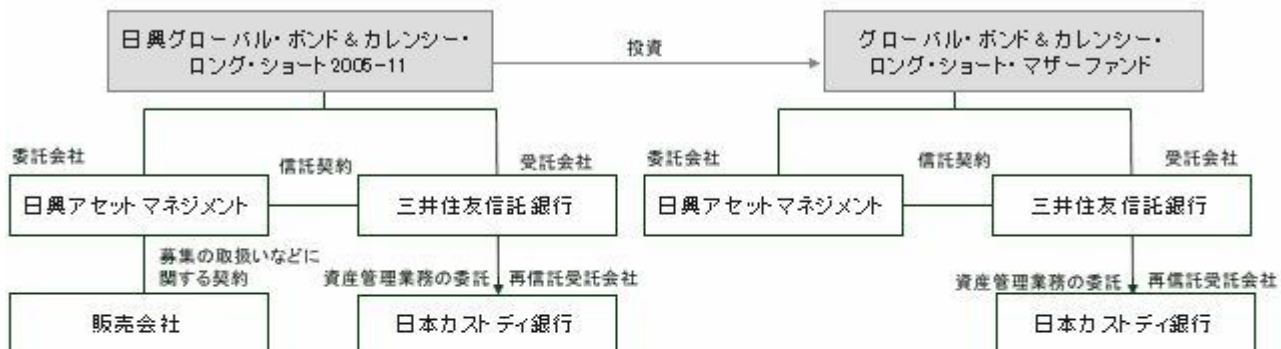 日興グローバル・ボンド＆カレンシー・
ロング・ショート2005-11
投資
グローバル・ボンド＆カレンシー・
ロング・ショート・マザーファンド
委託会社
信託契約
受託会社
日興アセットマネジメント
三井住友信託銀行
募集の取扱いなどに
関する契約
資産管理業務の委託
再信託受託会社
販売会社
日本カストディ銀行
委託会社
信託契約
受託会社
日興アセットマネジメント
三井住友信託銀行
資産管理業務の委託
再信託受託会社
日本カストディ銀行